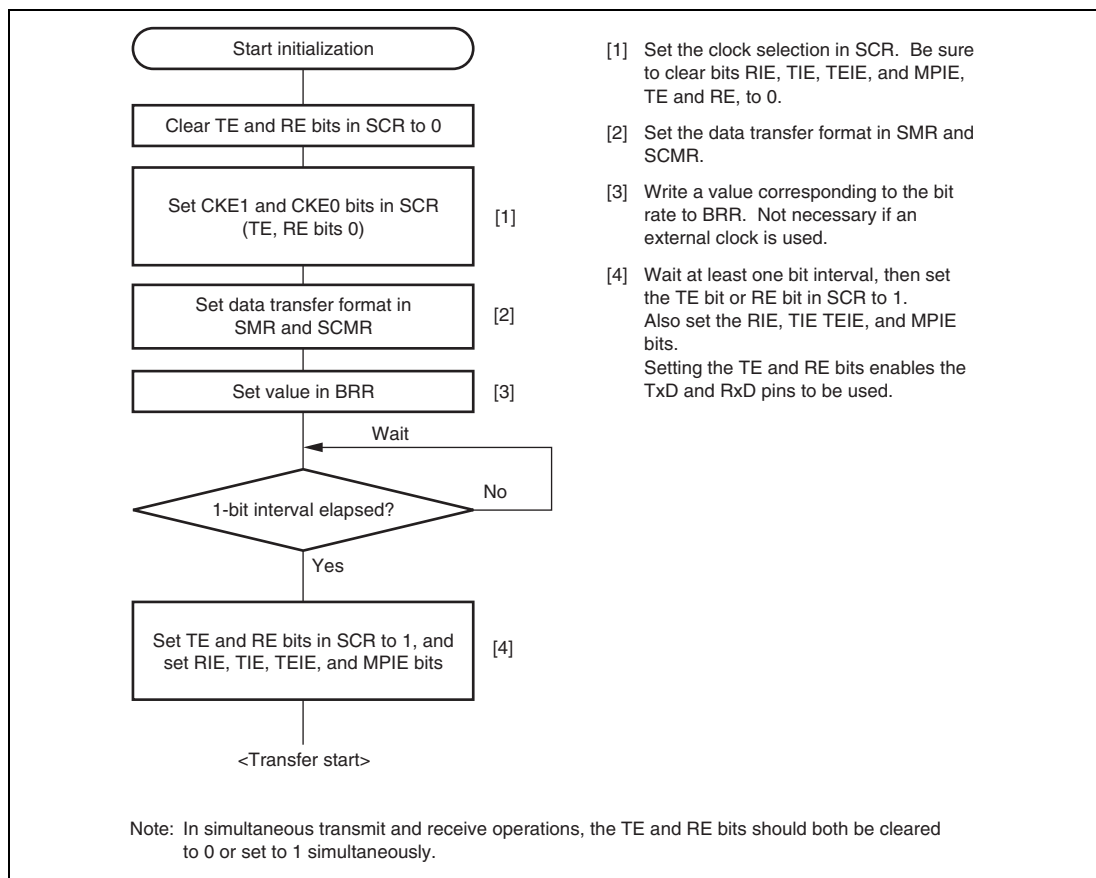 Start initialization
Clear TE and RE bits in SCR to 0
Set CKE1 and CKE0 bits in SCR
(TE, RE bits 0)
[1]
Set data transfer format in
SMR and SCMR
[2]
Set value in BRR
[3]
Wait
No
1-bit interval elapsed?
Yes
Set TE and RE bits in SCR to 1, and
set RIE, TIE, TEIE, and MPIE bits
[4]
<Transfer start>
[1] Set the clock selection in SCR. Be sure
to clear bits RIE, TIE, TEIE, and MPIE,
TE and RE, to 0.
[2] Set the data transfer format in SMR and
SCMR.
[3] Write a value corresponding to the bit
rate to BRR. Not necessary if an
external clock is used.
[4] Wait at least one bit interval, then set
the TE bit or RE bit in SCR to 1.
Also set the RIE, TIE TEIE, and MPIE
bits.
Setting the TE and RE bits enables the
TxD and RxD pins to be used.
Note: In simultaneous transmit and receive operations, the TE and RE bits should both be cleared
to 0 or set to 1 simultaneously.